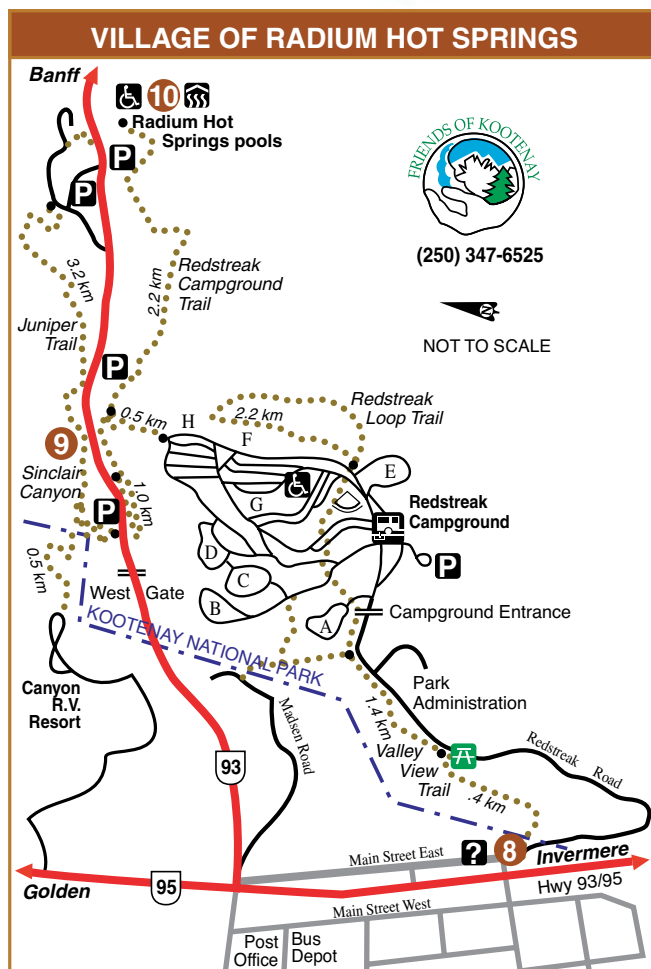 VILLAGE OF RADIUM HOT SPRINGS
Banff
10
Radium Hot
Springs pools
P
P
FRIENDS OF KOOTENAY
(250) 347-6525
N
NOT TO SCALE
3.2 km
2.2 km
Redstreak
Campground
Trail
Juniper
Trail
P
Redstreak
Loop Trail
0.5 km
2.2 km
H
F
9
Sinclair
Canyon
E
G
1.0 km
P
Redstreak
Campground
D
P
0.5 km
C
West Gate
B
A
Campground Entrance
KOOTENAY NATIONAL PARK
Canyon
R.V.
Resort
Park
Administration
1.4 km
Madsen Road
Redstreak Road
Valley
View
Trail
.4 km
93
?
8
Main Street East
Invermere
Golden
95
Hwy 93/95
Main Street West
Post
Office
Bus
Depot